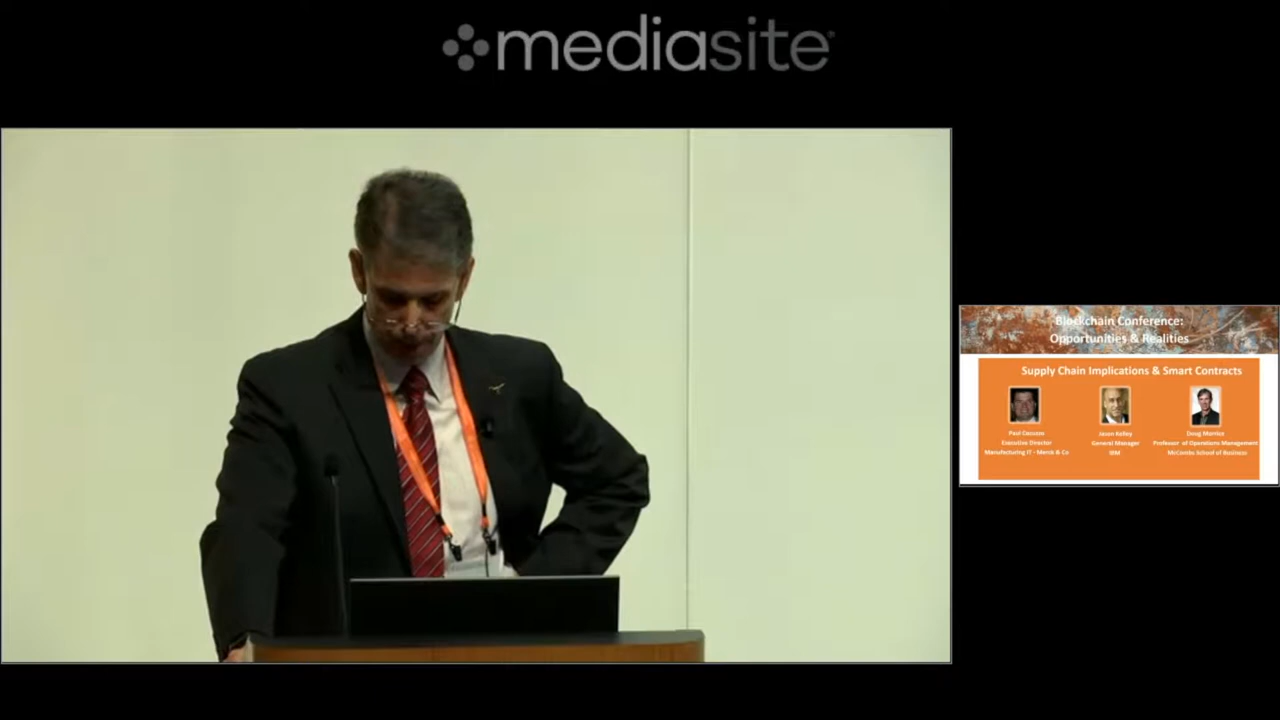 mediasite
Blockchain Conference:
Opportunities & Realities
Supply Chain Implications & Smart Contracts
Paul
Jason Kelley
Doug Morrice
Executive Director
General Manager
Professor of Operations Management
Manufacturing IT - Merck & Co
IBM
McCombs School of Business